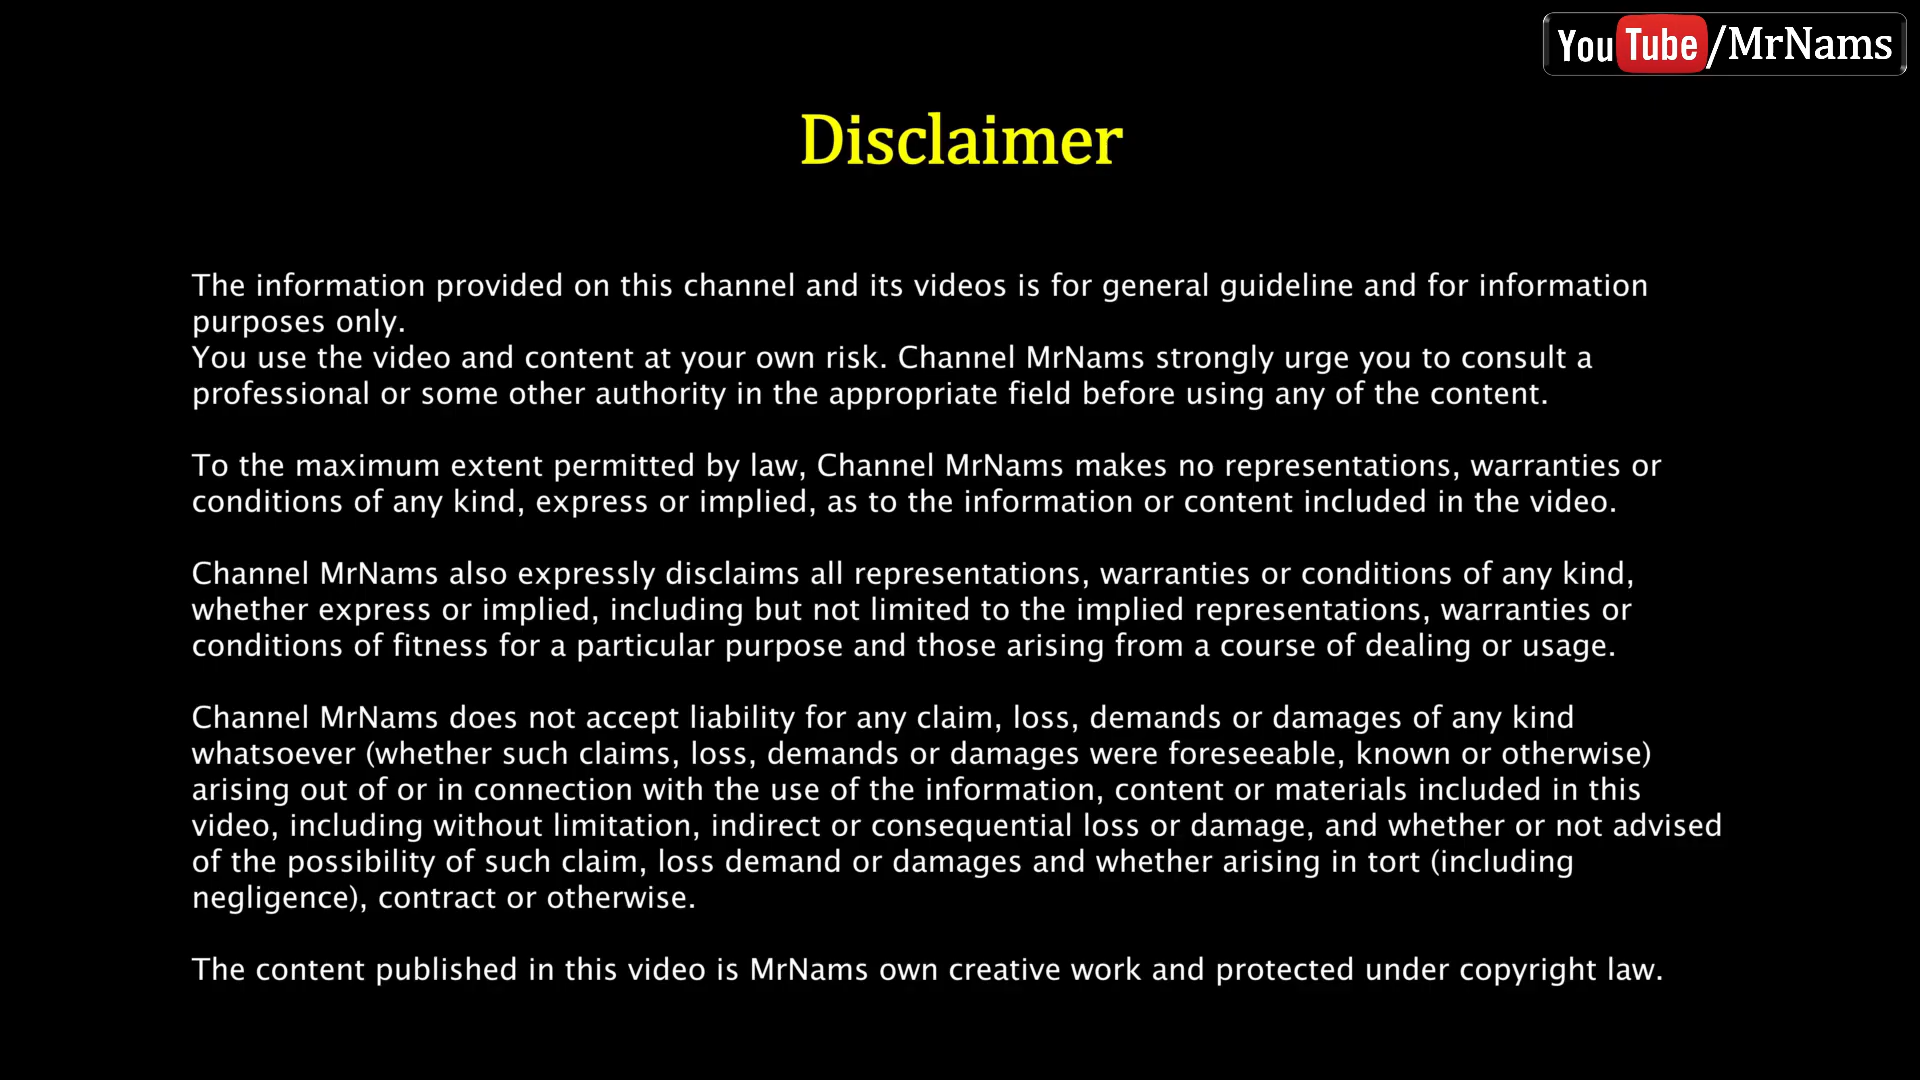 YouTube/MrNams
Disclaimer
The information provided on this channel and its videos is for general guideline and for information
purposes only.
You use the video and content at your own risk. Channel MrNams strongly urge you to consult a
professional or some other authority in the appropriate field before using any of the content.
To the maximum extent permitted by law, Channel MrNams makes no representations, warranties or
conditions of any kind, express or implied, as to the information or content included in the video.
Channel MrNams also expressly disclaims all representations, warranties or conditions of any kind,
whether express or implied, including but not limited to the implied representations, warranties or
conditions of fitness for a particular purpose and those arising from a course of dealing or usage.
Channel MrNams does not accept liability for any claim, loss, demands or damages of any kind
whatsoever (whether such claims, loss, demands or damages were foreseeable, known or otherwise)
arising out of or in connection with the use of the information, content or materials included in this
video, including without limitation, indirect or consequential loss or damage, and whether or not advised
of the possibility of such claim, loss demand or damages and whether arising in tort (including
negligence), contract or otherwise.
The content published in this video is MrNams own creative work and protected under copyright law.